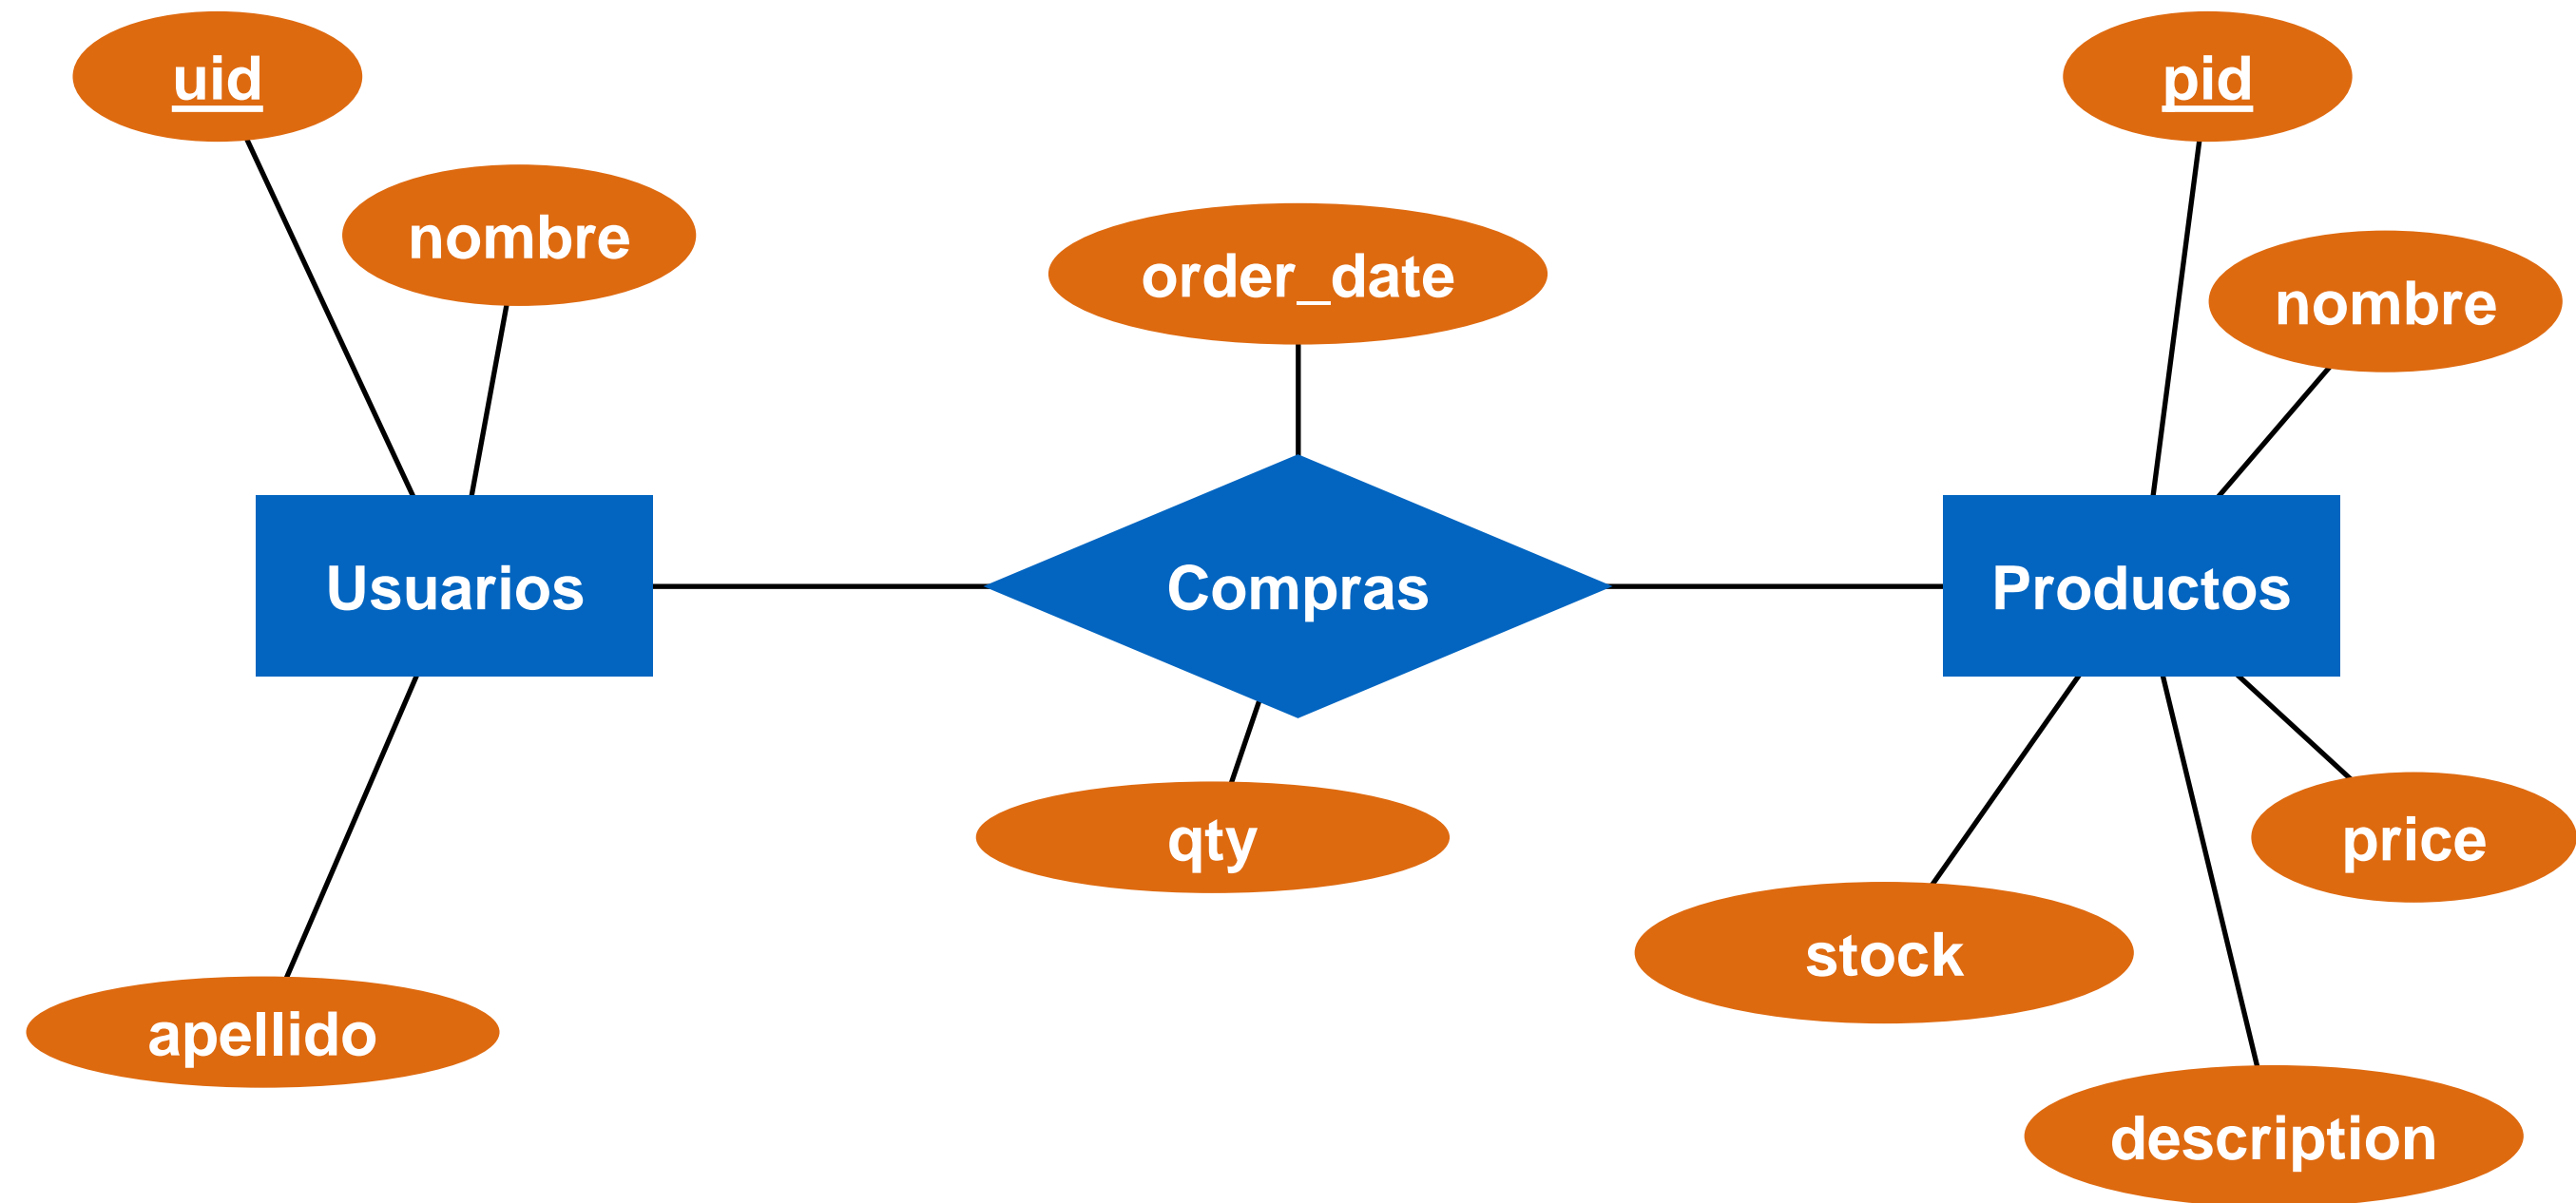 uid
pid
nombre
order_date
nombre
Usuarios
Compras
Productos
qty
price
stock
apellido
description